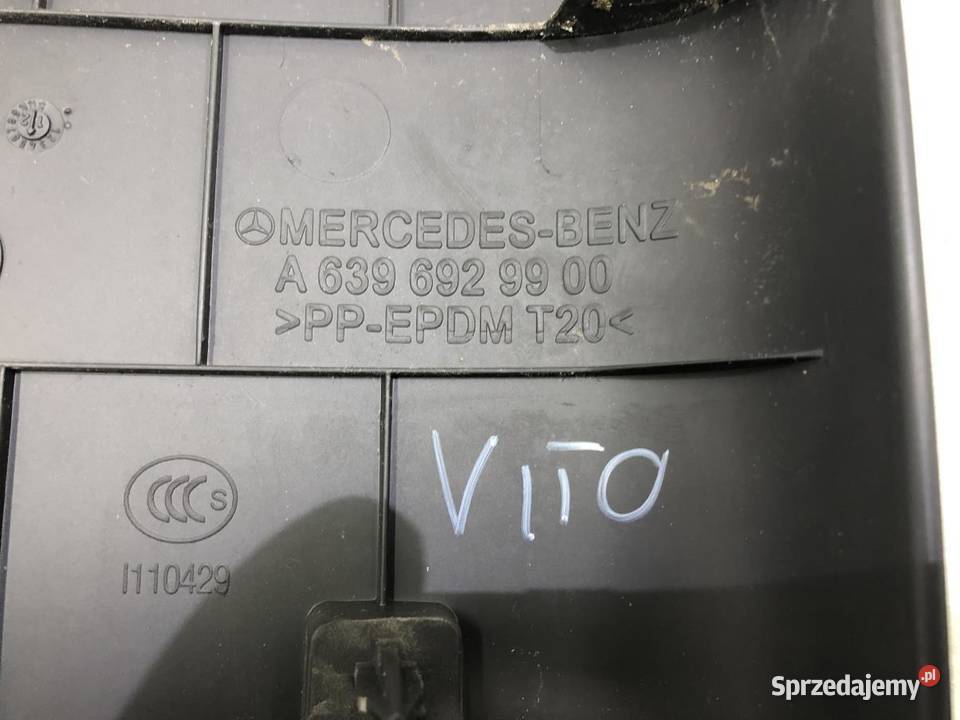 MERCEDES-BENZ
A 639 692 99 00
>PP-EPDM T20<
CCC S
I110429
VITO
Sprzedajemy.pl